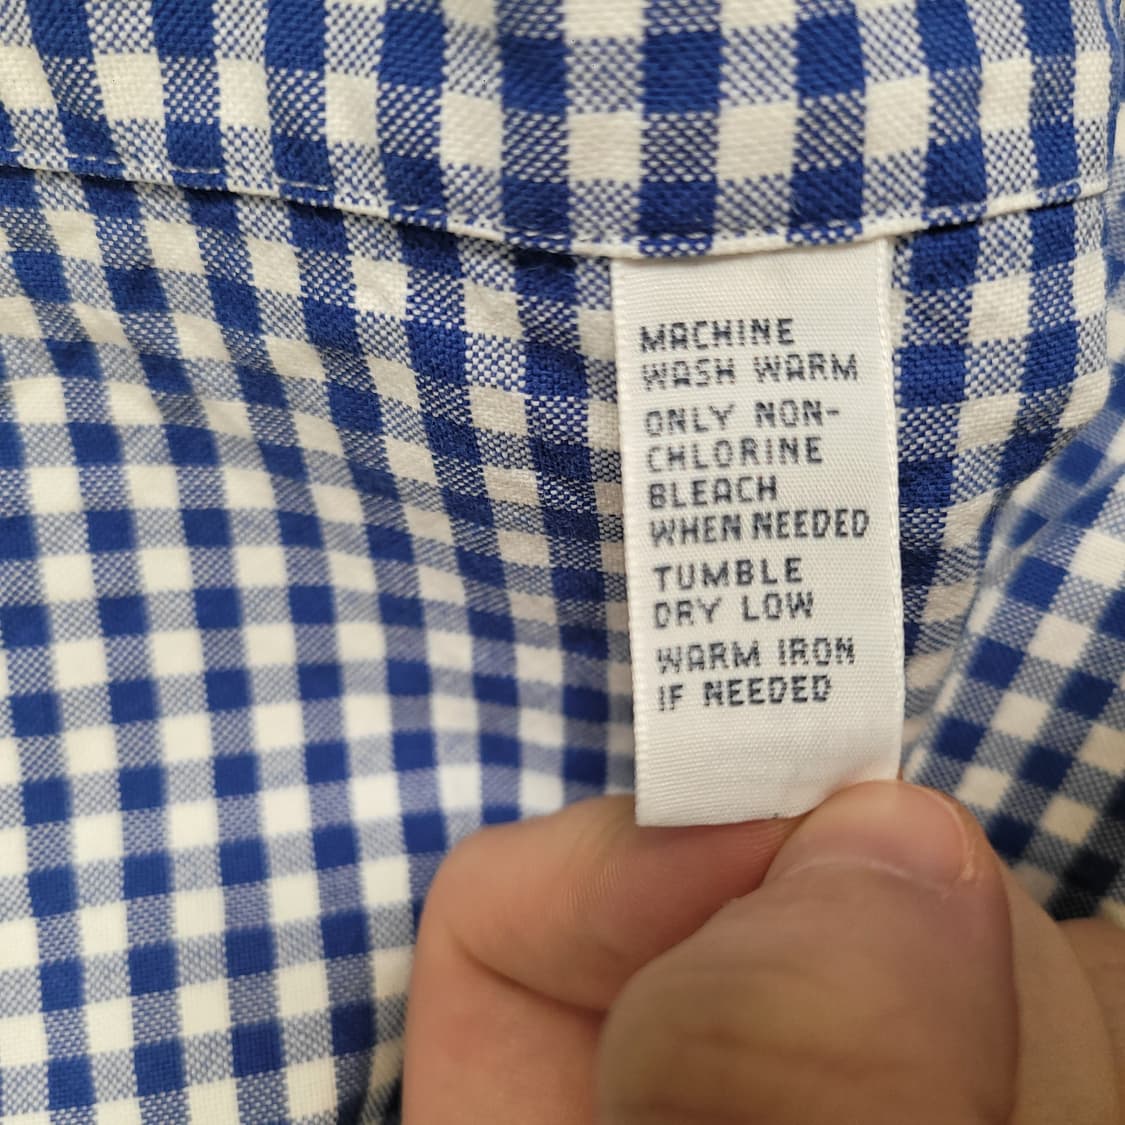 MACHINE
WASH WARM
ONLY NON-
CHLORINE
BLEACH
WHEN NEEDED
TUMBLE
DRY LOW
WARM IRON
IF NEEDED